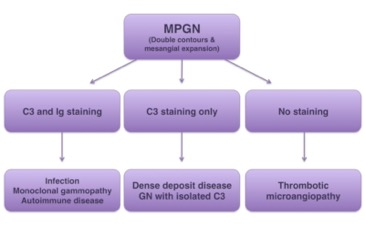 MPGN
(Double contours &
mesangial expansion)
C3 and Ig staining
C3 staining only
No staining
Infection
Monoclonal gammopathy
Autoimmune disease
Dense deposit disease
GN with isolated C3
Thrombotic
microangiopathy